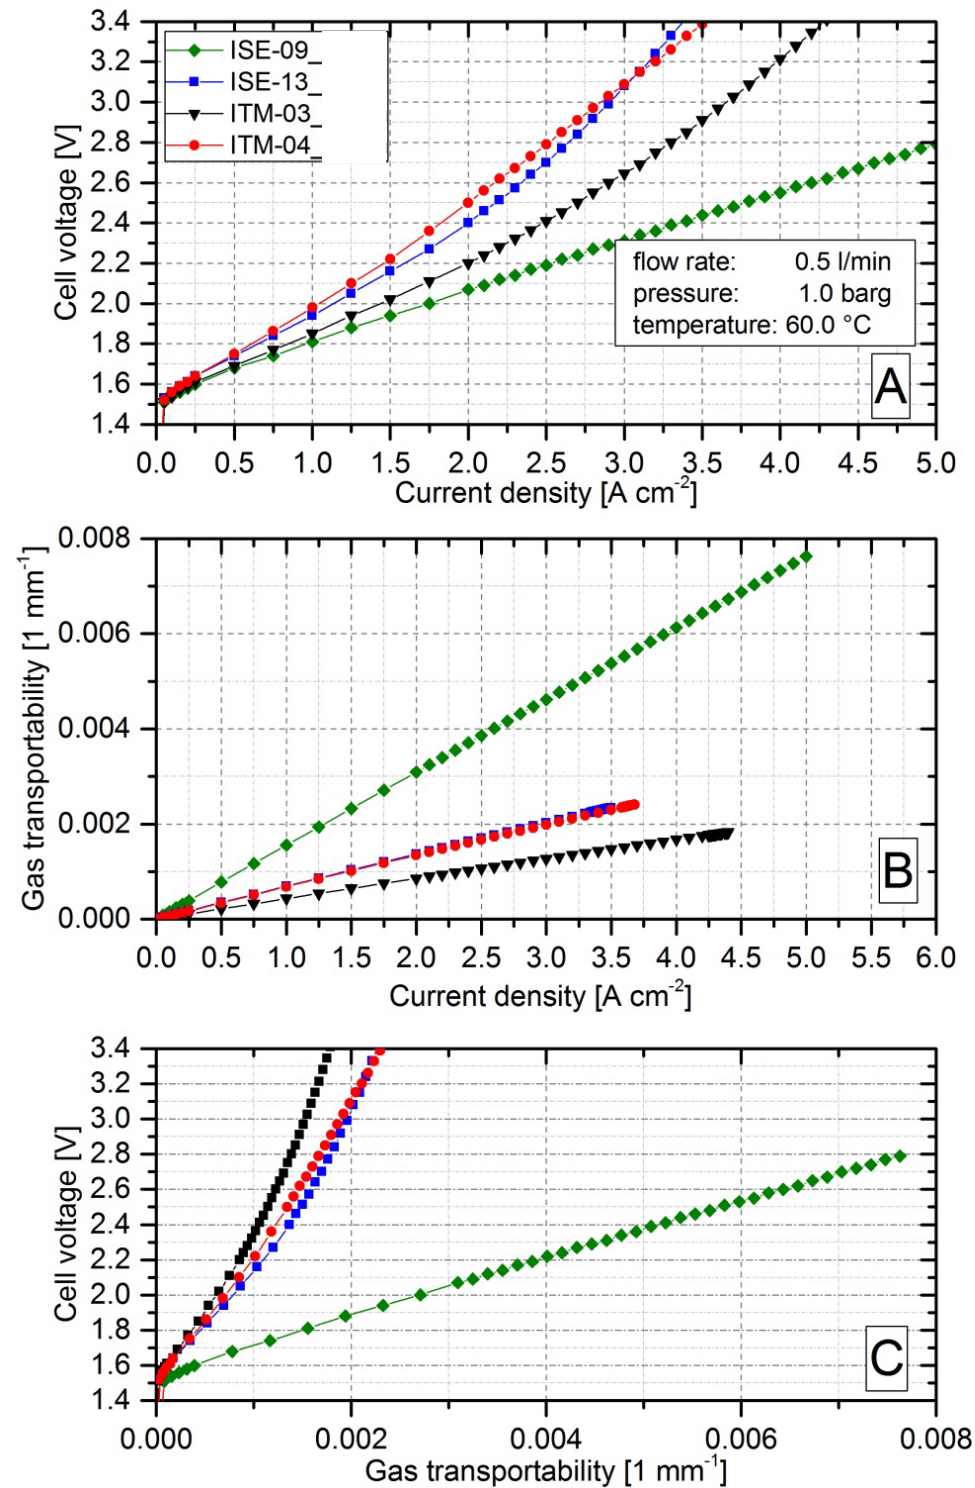 3.4
3.2
3.0
2.8
2.6
2.4
2.2
2.0
1.8
1.6
1.4
Cell voltage [V]
ISE-09_
ISE-13_
ITM-03_
ITM-04_
flow rate: 0.5 l/min
pressure: 1.0 barg
temperature: 60.0 °C
A
0.0 0.5 1.0 1.5 2.0 2.5 3.0 3.5 4.0 4.5 5.0
Current density [A cm⁻²]
0.008
0.006
0.004
0.002
0.000
Gas transportability [1 mm⁻¹]
B
0.0 0.5 1.0 1.5 2.0 2.5 3.0 3.5 4.0 4.5 5.0 5.5 6.0
Current density [A cm⁻²]
3.4
3.2
3.0
2.8
2.6
2.4
2.2
2.0
1.8
1.6
1.4
Cell voltage [V]
C
0.000 0.002 0.004 0.006 0.008
Gas transportability [1 mm⁻¹]